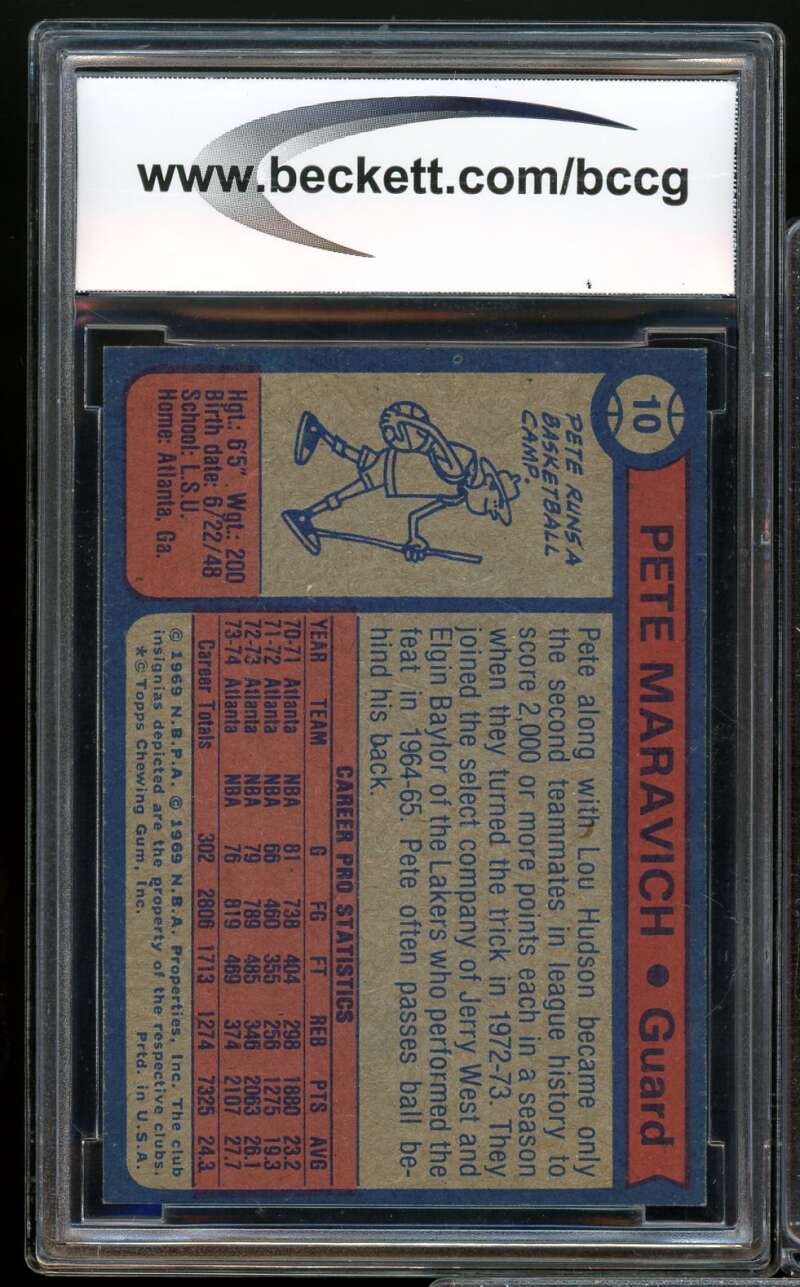 www.beckett.com/bccg
10
PETE MARAVICH • Guard
PETE RUNS A
BASKETBALL
CAMP.
Hgt.: 6'5" Wgt.: 200
Birth date: 6/22/48
School: L.S.U.
Home: Atlanta, Ga.
Pete along with Lou Hudson became only
the second teammates in league history to
score 2,000 or more points each in a season
when they turned the trick in 1972-73. They
joined the select company of Jerry West and
Elgin Baylor of the Lakers who performed the
feat in 1964-65. Pete often passes ball be-
hind his back.
CAREER PRO STATISTICS
YEAR TEAM G FG FT REB PTS AVG
70-71 Atlanta NBA 81 738 404 298 1880 23.2
71-72 Atlanta NBA 66 460 355 256 1275 19.3
72-73 Atlanta NBA 79 789 485 346 2063 26.1
73-74 Atlanta NBA 76 819 469 374 2107 27.7
Career Totals 302 2806 1713 1274 7325 24.3
© 1969 N.B.P.A. © 1969 N.B.A. Properties, Inc. The club
insignias depicted are the property of the respective clubs.
*© Topps Chewing Gum, Inc. Prtd. in U.S.A.